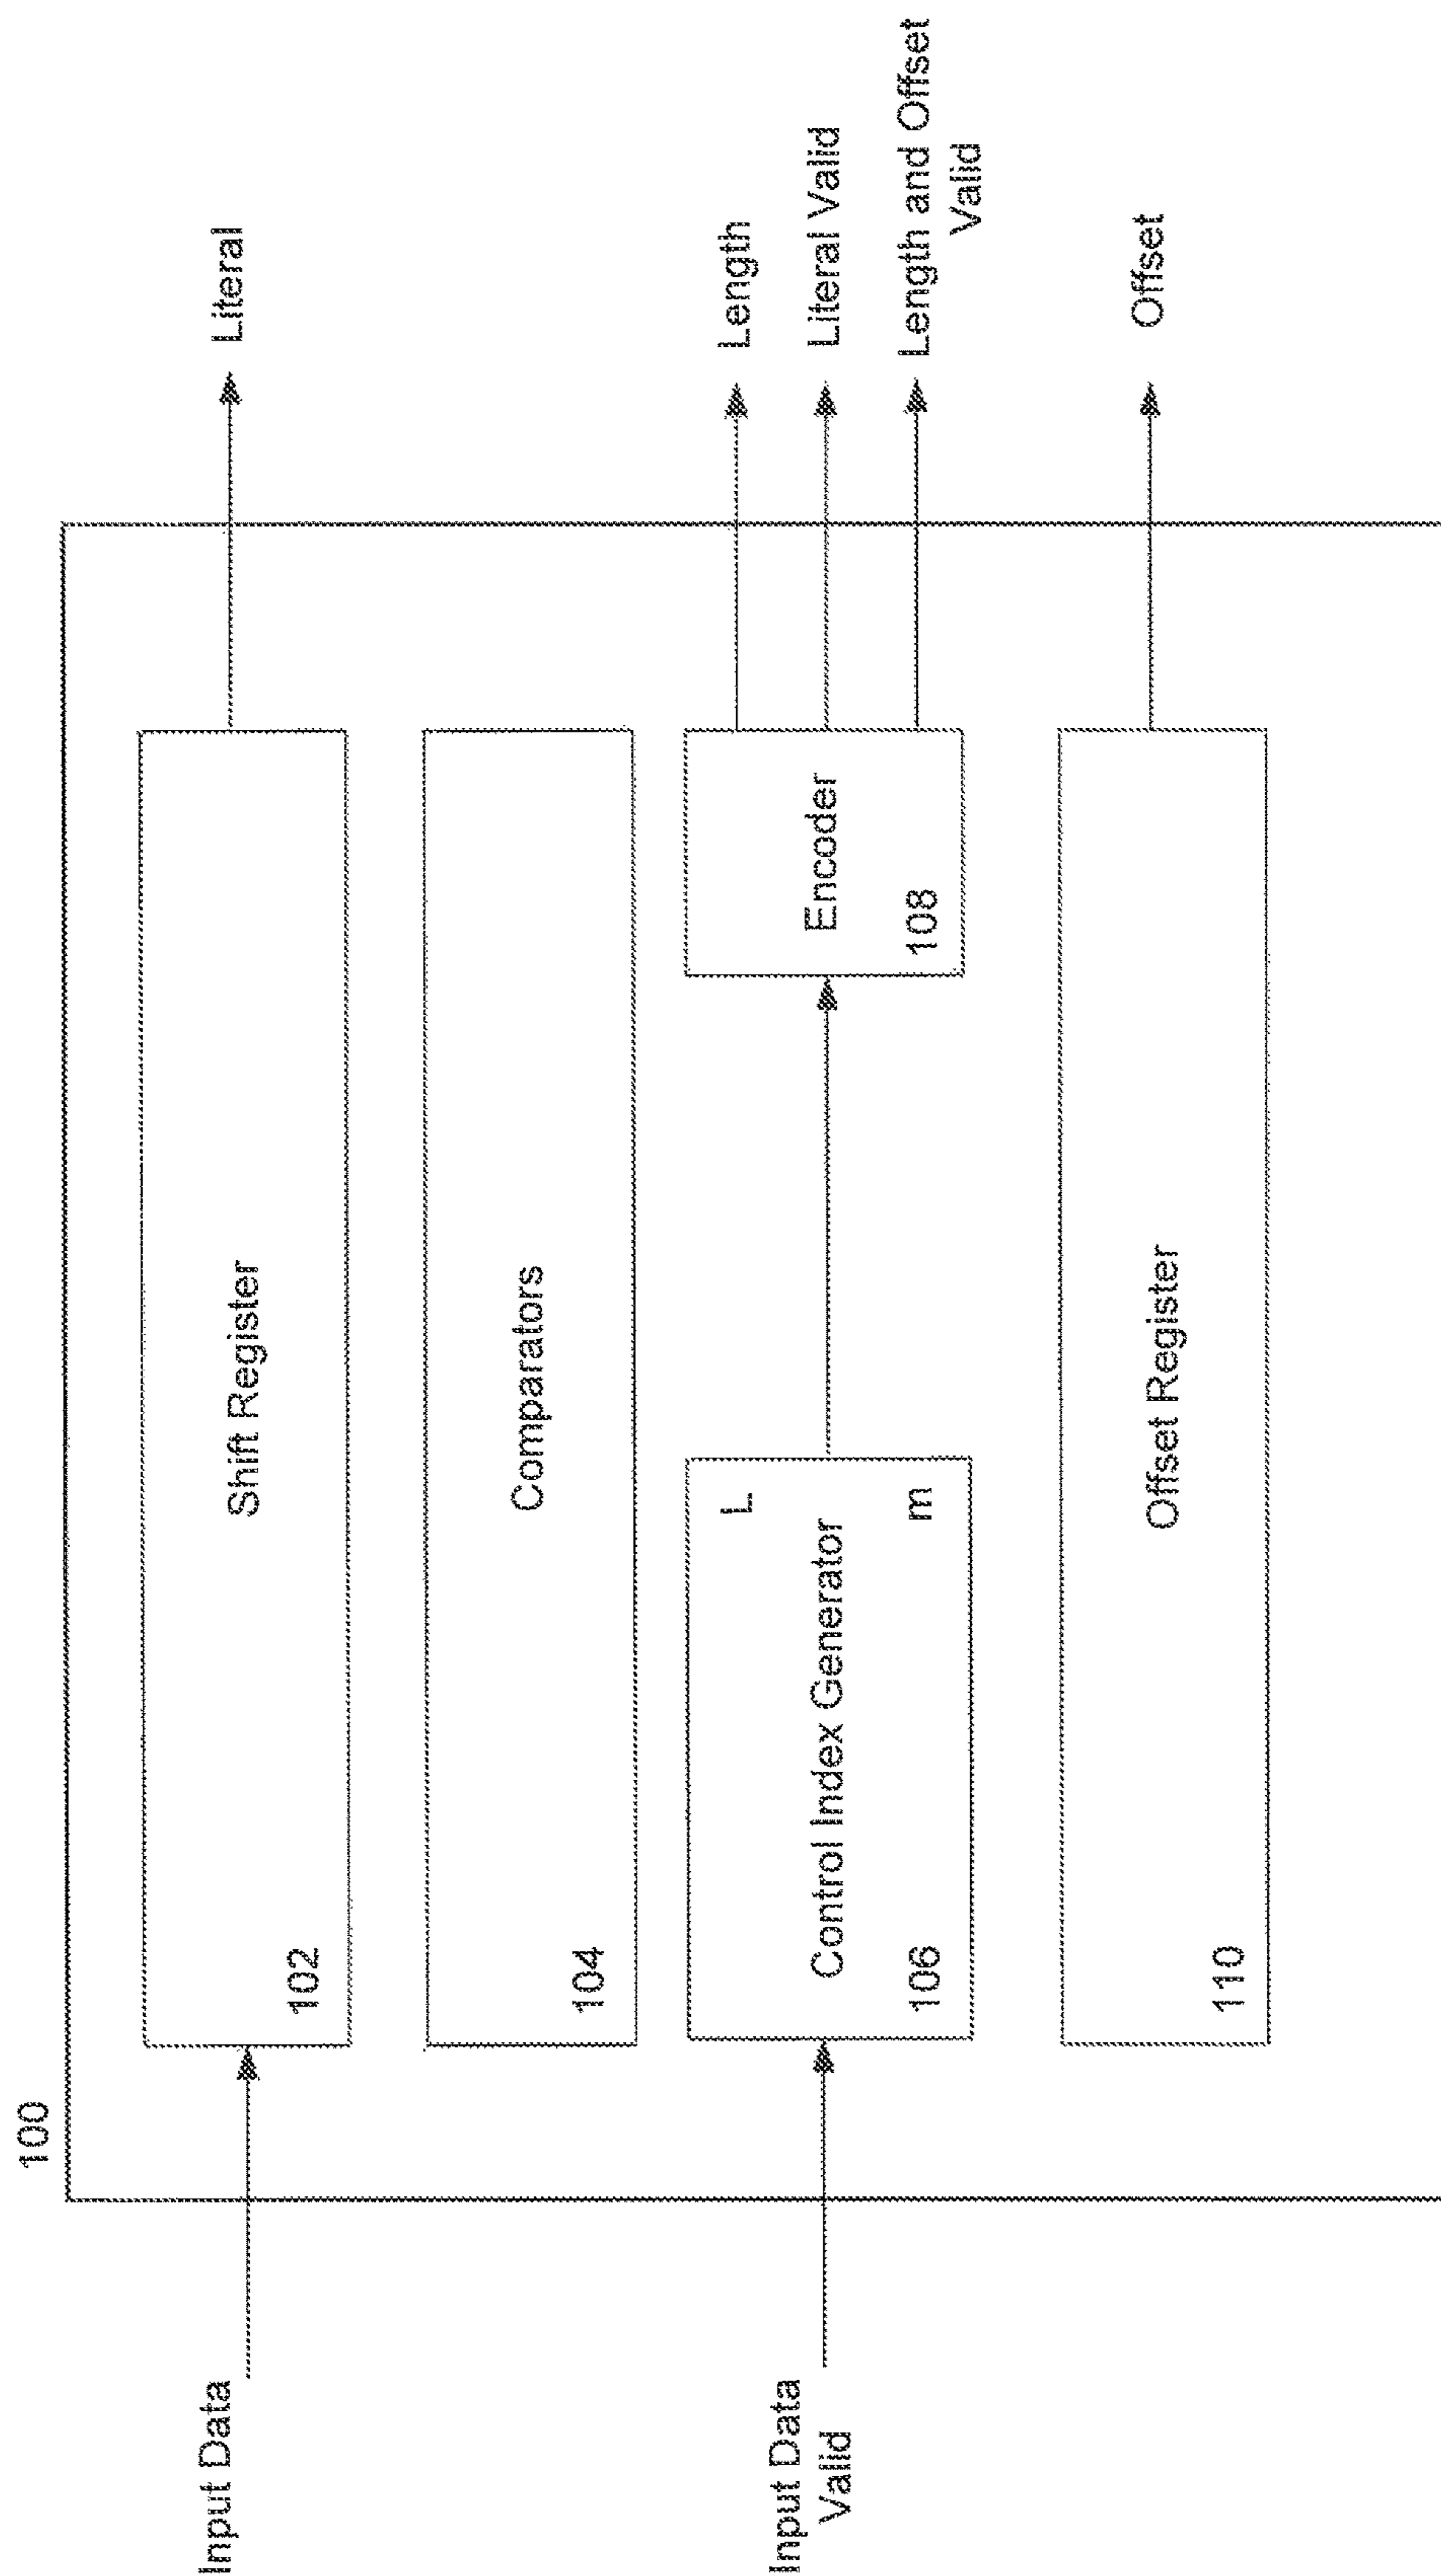 100
Input Data
Shift Register
102
Literal
Comparators
104
Input Data
Valid
L
Control Index Generator
106
m
Encoder
108
Length
Literal Valid
Length and Offset
Valid
Offset Register
110
Offset